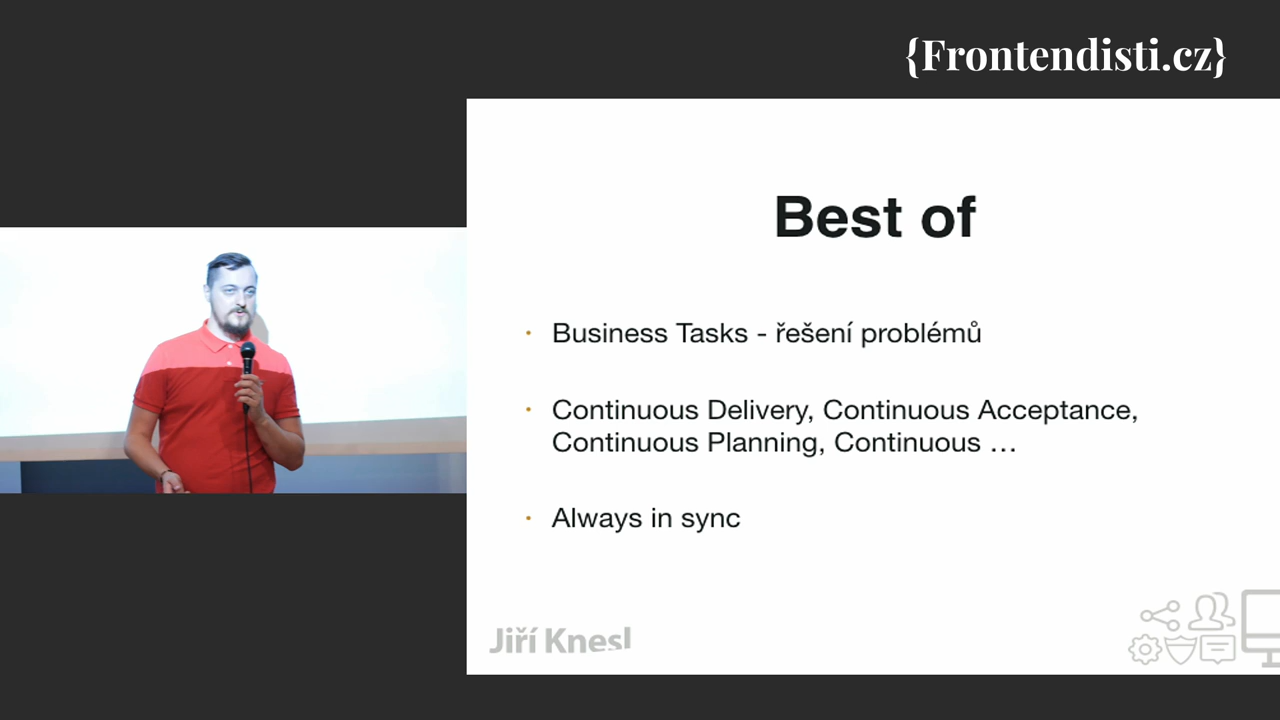 {Frontendisti.cz}
Best of
· Business Tasks - řešení problémů
· Continuous Delivery, Continuous Acceptance,
Continuous Planning, Continuous …
· Always in sync
Jiří Knesl